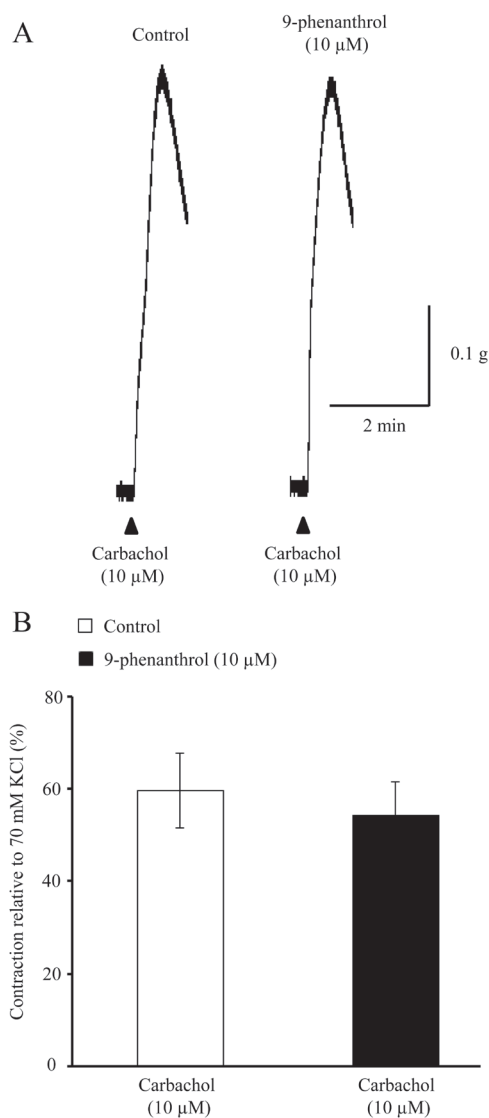 A
Control
9-phenanthrol
(10 µM)
0.1 g
2 min
Carbachol
(10 µM)
Carbachol
(10 µM)
B
Control
9-phenanthrol (10 µM)
Contraction relative to 70 mM KCl (%)
80
60
40
20
0
Carbachol
(10 µM)
Carbachol
(10 µM)